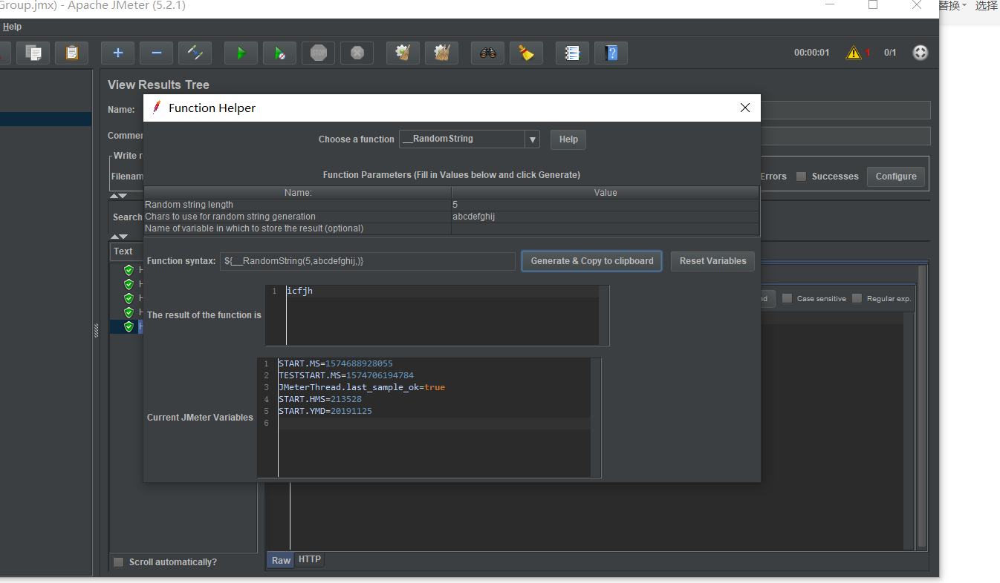 Group.jmx) - Apache JMeter (5.2.1)
替换 选择
Help
STOP
00:00:01 1 0/1
View Results Tree
Name:
Function Helper
Choose a function __RandomString Help
Function Parameters (Fill in Values below and click Generate)
Write r
Filenam
Errors Successes Configure
Name: Value
Random string length 5
Chars to use for random string generation abcdefghij
Name of variable in which to store the result (optional)
Search
Text
Function syntax: ${__RandomString(5,abcdefghij,)} Generate & Copy to clipboard Reset Variables
The result of the function is
1 icfjh
Case sensitive Regular exp.
Current JMeter Variables
1 START.MS=1574688928055
2 TESTSTART.MS=1574706194784
3 JMeterThread.last_sample_ok=true
4 START.HMS=213528
5 START.YMD=20191125
6
Scroll automatically?
Raw HTTP